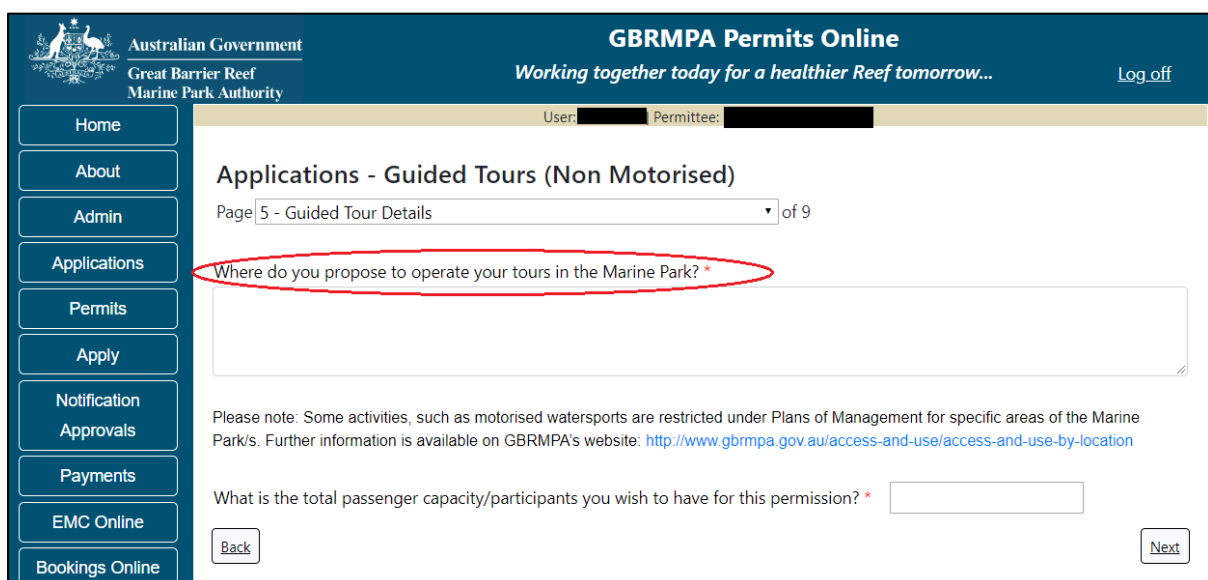 Australian Government
Great Barrier Reef
Marine Park Authority
GBRMPA Permits Online
Working together today for a healthier Reef tomorrow...
Log off
User: | Permittee:
Home
About
Admin
Applications
Permits
Apply
Notification
Approvals
Payments
EMC Online
Bookings Online
Applications - Guided Tours (Non Motorised)
Page 5 - Guided Tour Details of 9
Where do you propose to operate your tours in the Marine Park? *
Please note: Some activities, such as motorised watersports are restricted under Plans of Management for specific areas of the Marine
Park/s. Further information is available on GBRMPA's website: http://www.gbrmpa.gov.au/access-and-use/access-and-use-by-location
What is the total passenger capacity/participants you wish to have for this permission? *
Back
Next